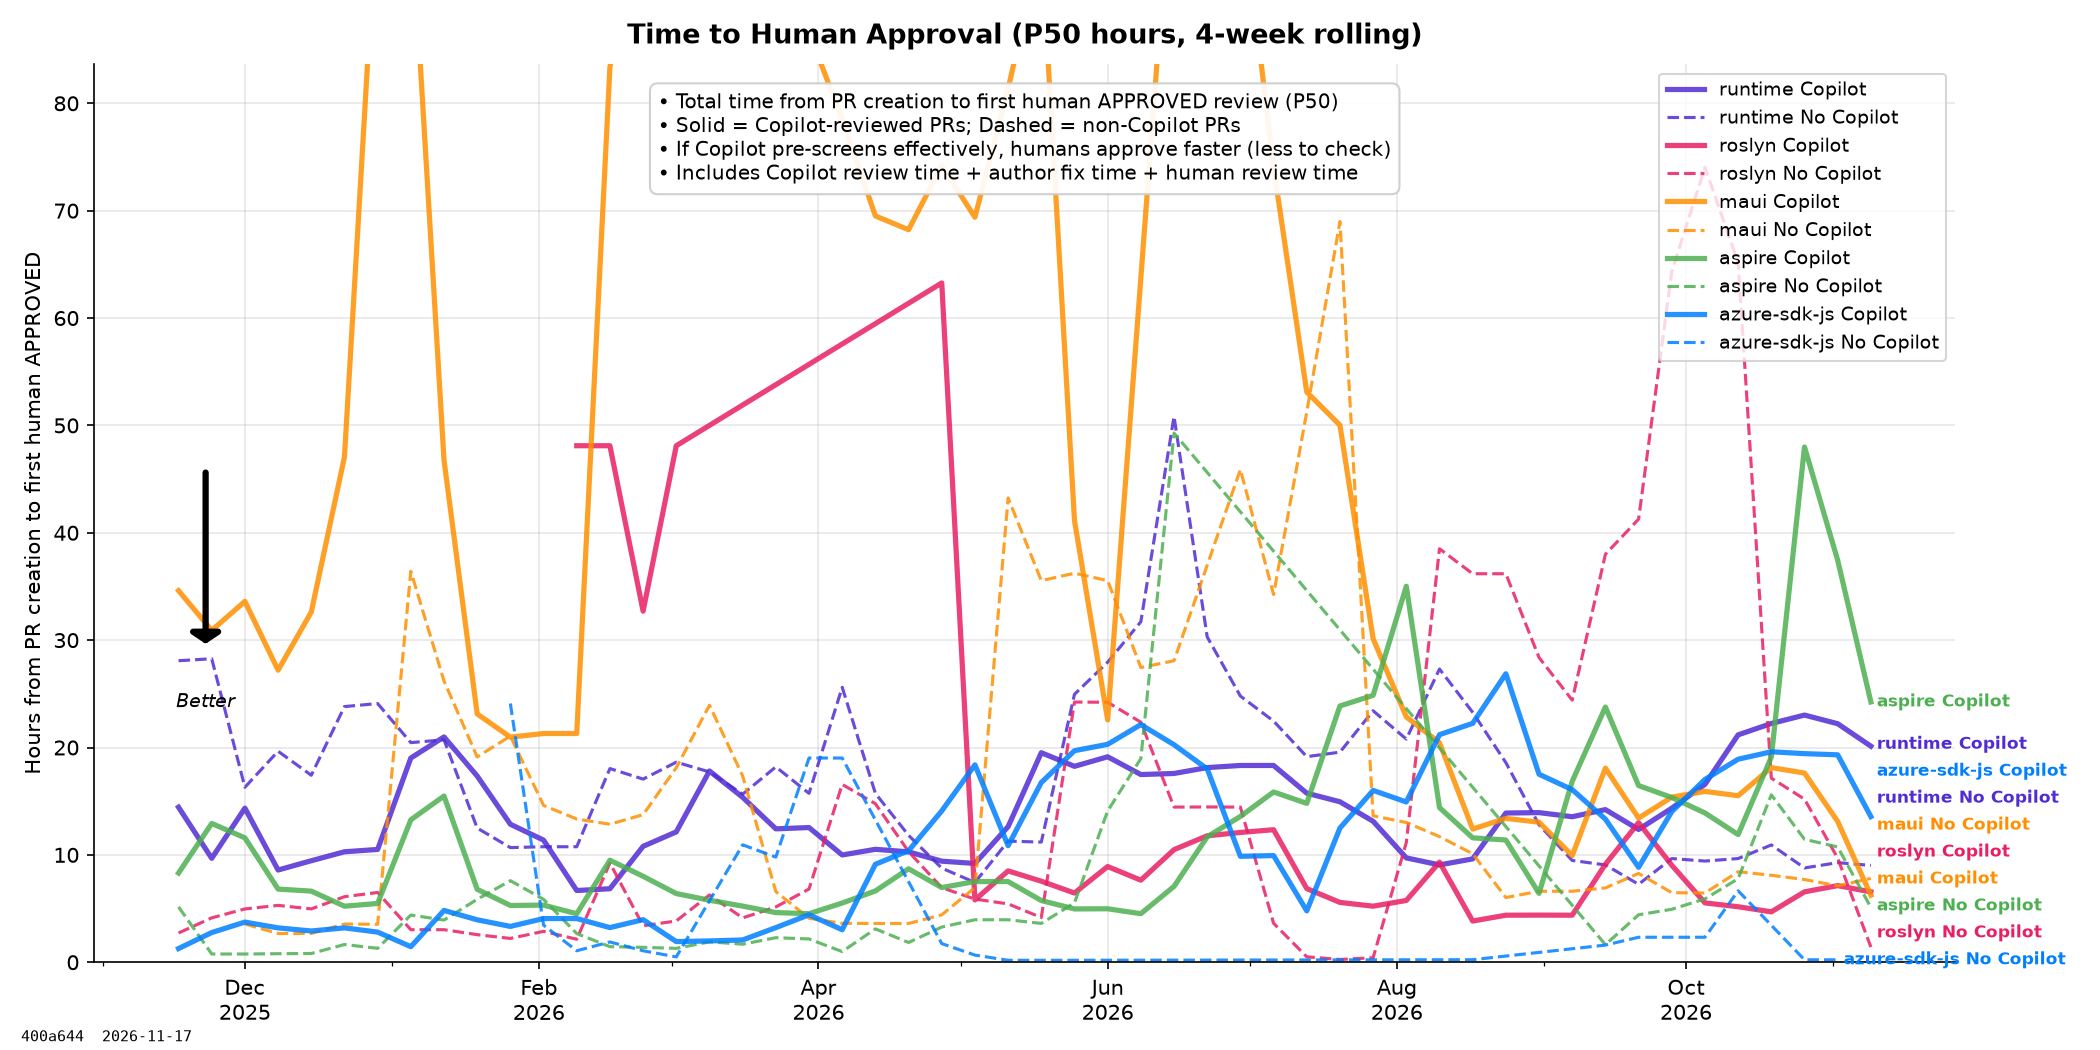 Time to Human Approval (P50 hours, 4-week rolling)
• Total time from PR creation to first human APPROVED review (P50)
• Solid = Copilot-reviewed PRs; Dashed = non-Copilot PRs
• If Copilot pre-screens effectively, humans approve faster (less to check)
• Includes Copilot review time + author fix time + human review time
runtime Copilot
runtime No Copilot
roslyn Copilot
roslyn No Copilot
maui Copilot
maui No Copilot
aspire Copilot
aspire No Copilot
azure-sdk-js Copilot
azure-sdk-js No Copilot
Hours from PR creation to first human APPROVED
80
70
60
50
40
30
20
10
0
Better
aspire Copilot
runtime Copilot
azure-sdk-js Copilot
runtime No Copilot
maui No Copilot
roslyn Copilot
maui Copilot
aspire No Copilot
roslyn No Copilot
azure-sdk-js No Copilot
Dec
2025
Feb
2026
Apr
2026
Jun
2026
Aug
2026
Oct
2026
400a644  2026-11-17